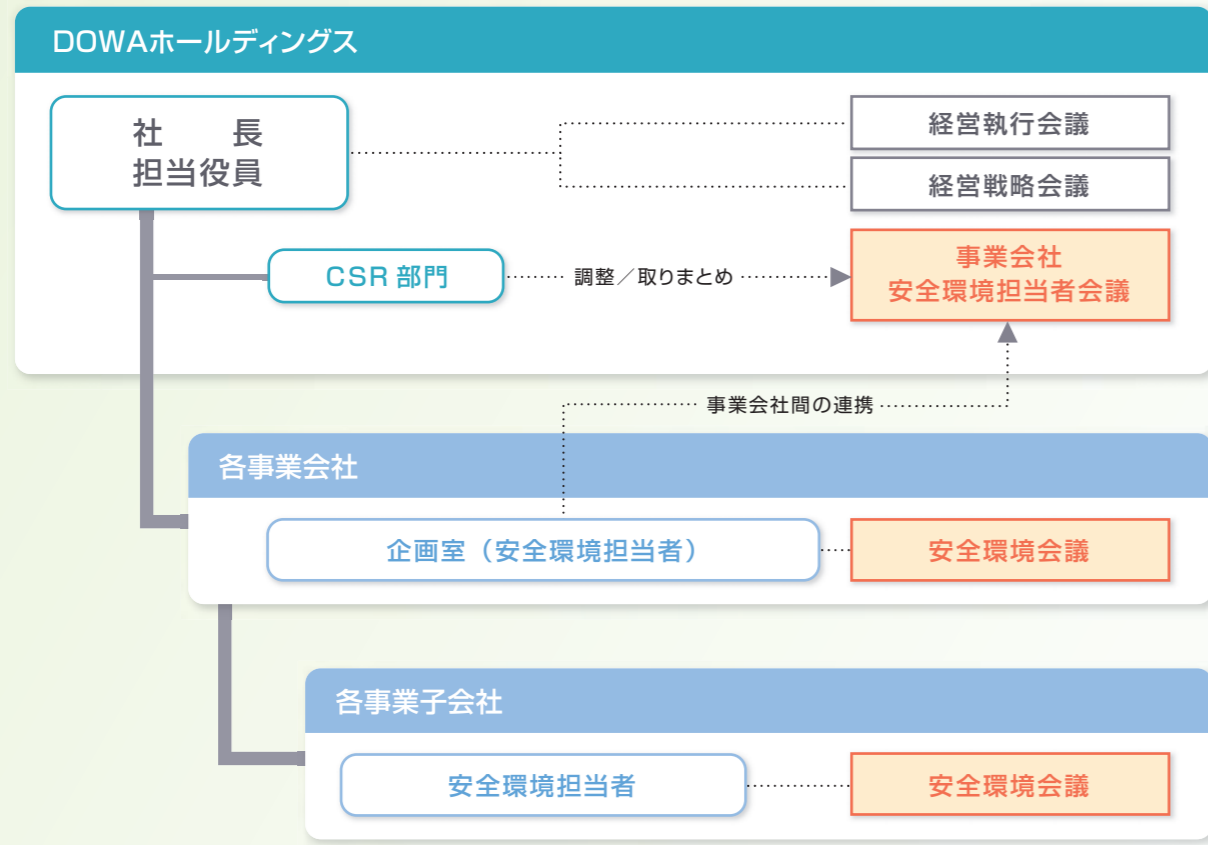 DOWAホールディングス
社　長
担当役員
経営執行会議
経営戦略会議
CSR 部門
調整／取りまとめ
事業会社
安全環境担当者会議
事業会社間の連携
各事業会社
企画室（安全環境担当者）
安全環境会議
各事業子会社
安全環境担当者
安全環境会議